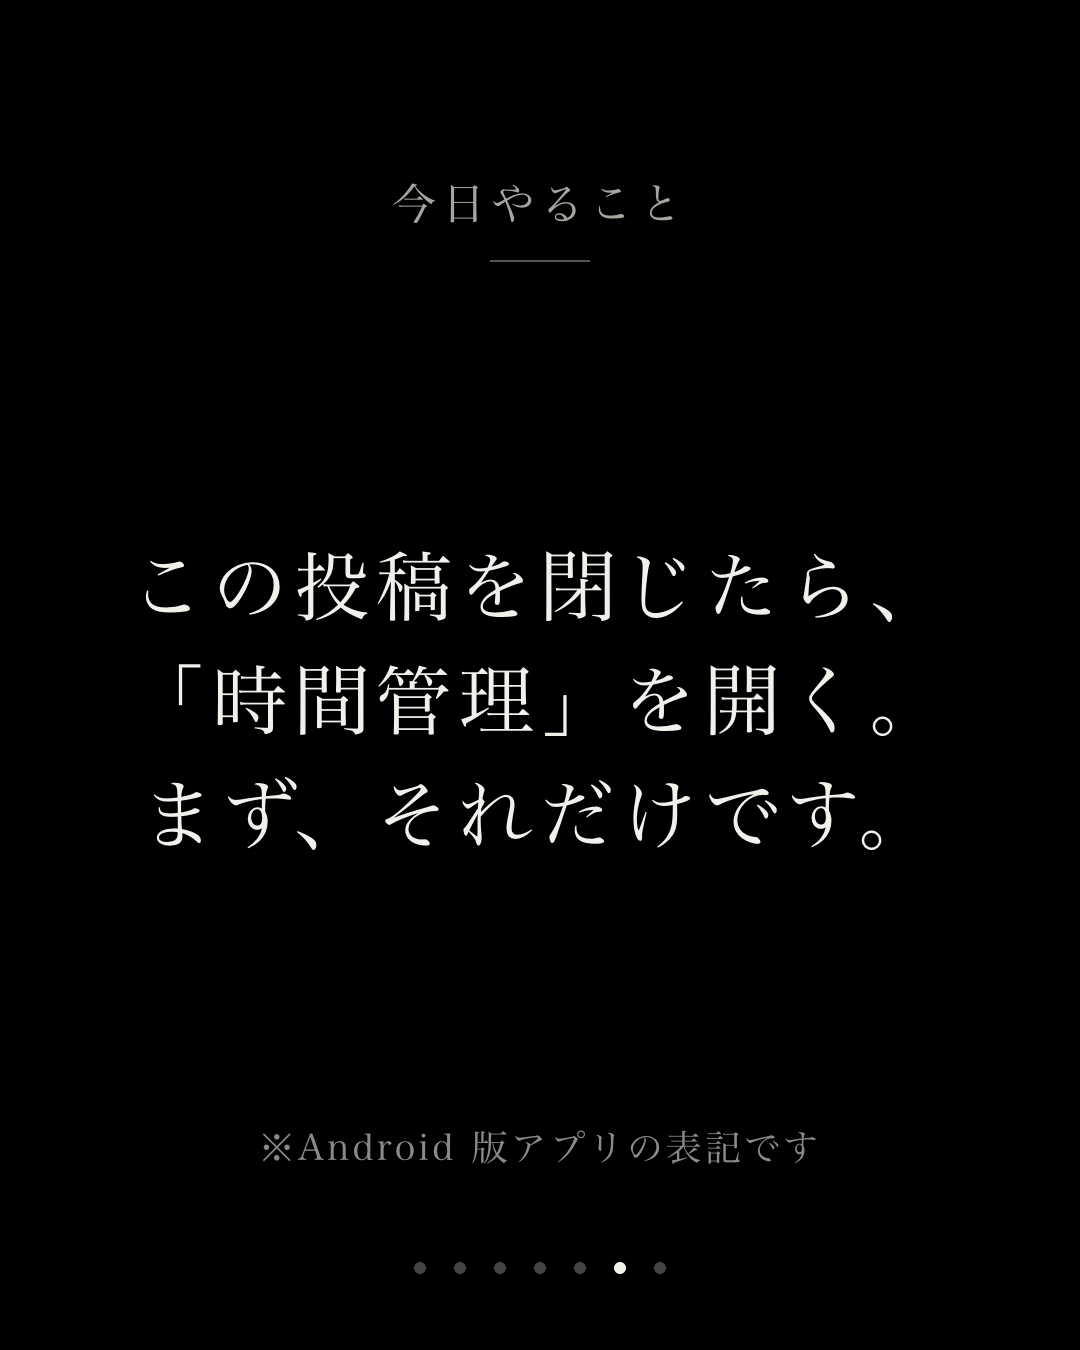 今日やること
この投稿を閉じたら、
「時間管理」を開く。
まず、それだけです。
※Android 版アプリの表記です